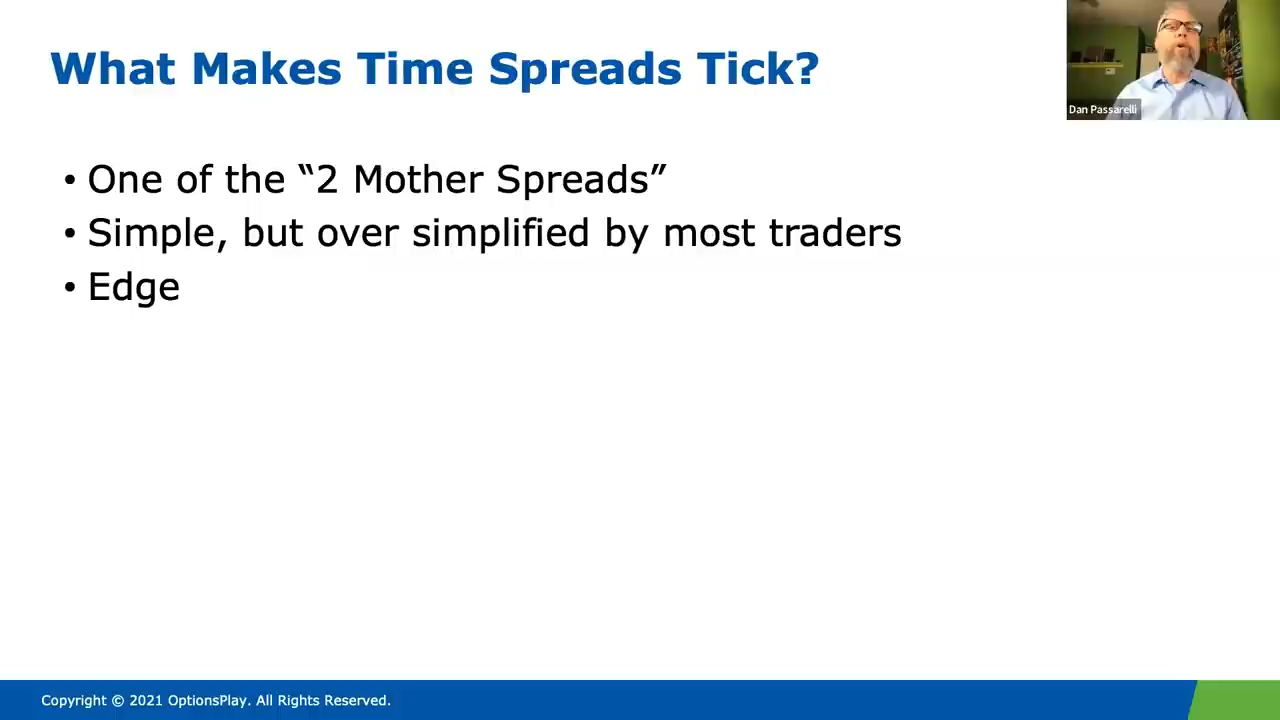 What Makes Time Spreads Tick?
Dan Passarelli
• One of the “2 Mother Spreads”
• Simple, but over simplified by most traders
• Edge
Copyright © 2021 OptionsPlay. All Rights Reserved.